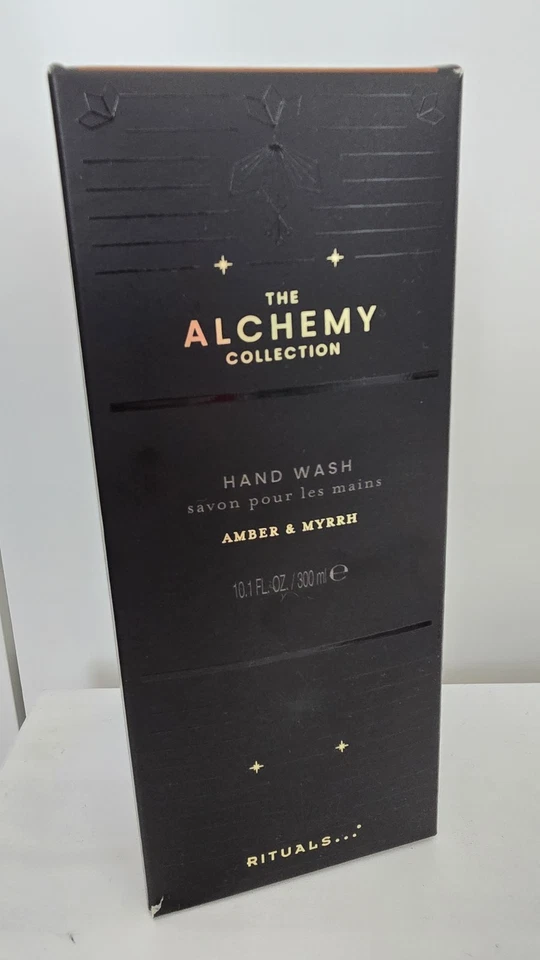 THE
ALCHEMY
COLLECTION
HAND WASH
savon pour les mains
AMBER & MYRRH
10.1 FL. OZ. / 300 ml ℮
RITUALS...